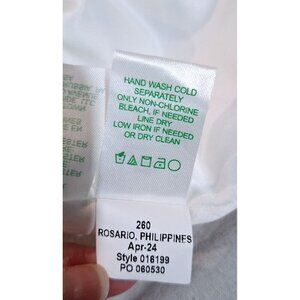 HAND WASH COLD
SEPARATELY
ONLY NON-CHLORINE
BLEACH, IF NEEDED
LINE DRY
LOW IRON IF NEEDED
OR DRY CLEAN
260
ROSARIO, PHILIPPINES
Apr-24
Style 016199
PO 060530